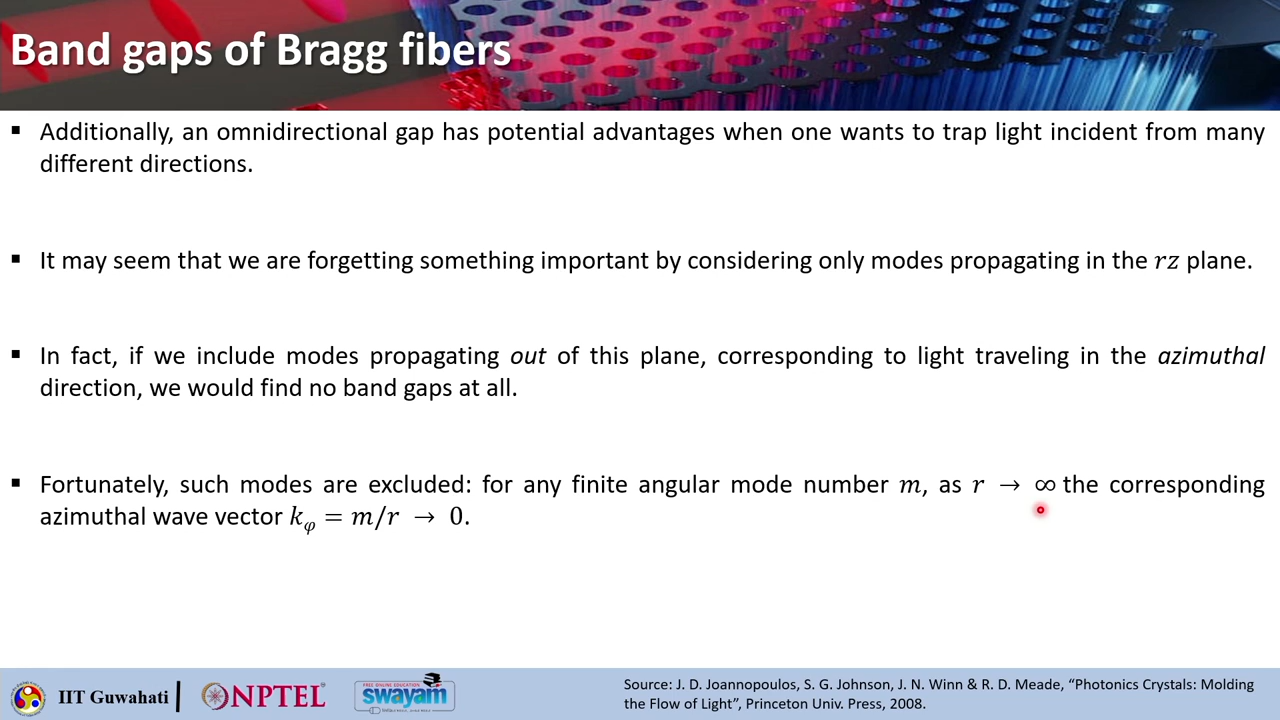 Band gaps of Bragg fibers
▪ Additionally, an omnidirectional gap has potential advantages when one wants to trap light incident from many
different directions.
▪ It may seem that we are forgetting something important by considering only modes propagating in the rz plane.
▪ In fact, if we include modes propagating out of this plane, corresponding to light traveling in the azimuthal
direction, we would find no band gaps at all.
▪ Fortunately, such modes are excluded: for any finite angular mode number m, as r → ∞ the corresponding
azimuthal wave vector kφ = m/r → 0.
IIT Guwahati
NPTEL
FREE ONLINE EDUCATION
swayam
Source: J. D. Joannopoulos, S. G. Johnson, J. N. Winn & R. D. Meade, “Photonics Crystals: Molding
the Flow of Light”, Princeton Univ. Press, 2008.